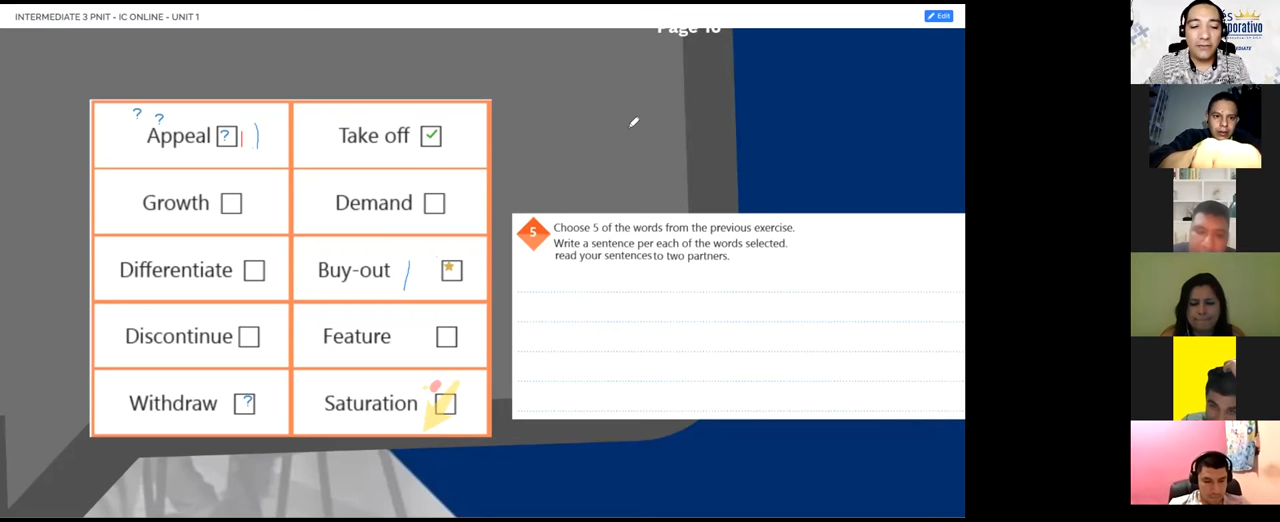 INTERMEDIATE 3 PNIT - IC ONLINE - UNIT 1
Edit
Appeal ?
? ?
Take off
Growth
Demand
Differentiate
Buy-out
Discontinue
Feature
Withdraw ?
Saturation
5
Choose 5 of the words from the previous exercise.
Write a sentence per each of the words selected.
read your sentences to two partners.